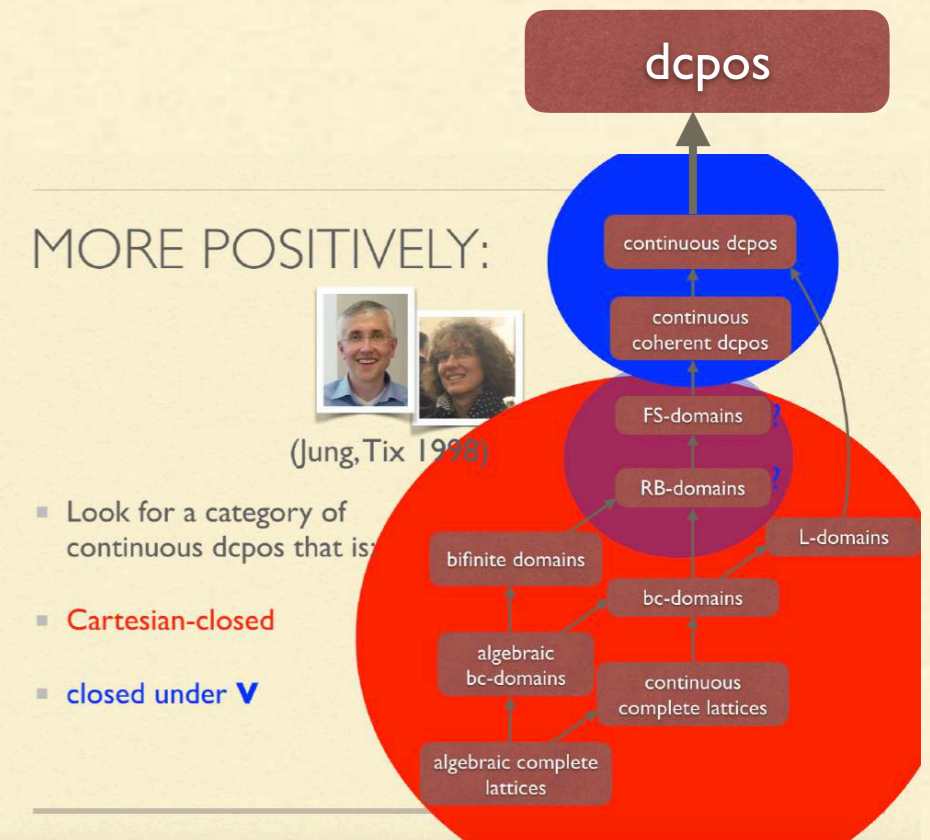 dcpos
MORE POSITIVELY:
(Jung, Tix 1998)
Look for a category of
continuous dcpos that is:
Cartesian-closed
closed under V
continuous dcpos
continuous
coherent dcpos
FS-domains ?
RB-domains ?
L-domains
bifinite domains
bc-domains
algebraic
bc-domains
continuous
complete lattices
algebraic complete
lattices